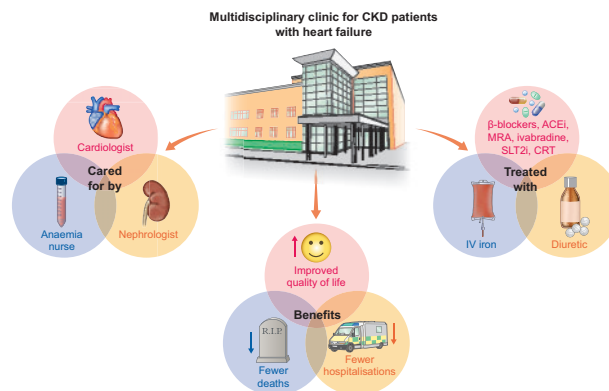 Multidisciplinary clinic for CKD patients
with heart failure
Cardiologist
Cared
for by
Anaemia
nurse
Nephrologist
β-blockers, ACEi,
MRA, ivabradine,
SLT2i, CRT
Treated
with
IV iron
Diuretic
Improved
quality of life
Benefits
R.I.P.
Fewer
deaths
Fewer
hospitalisations